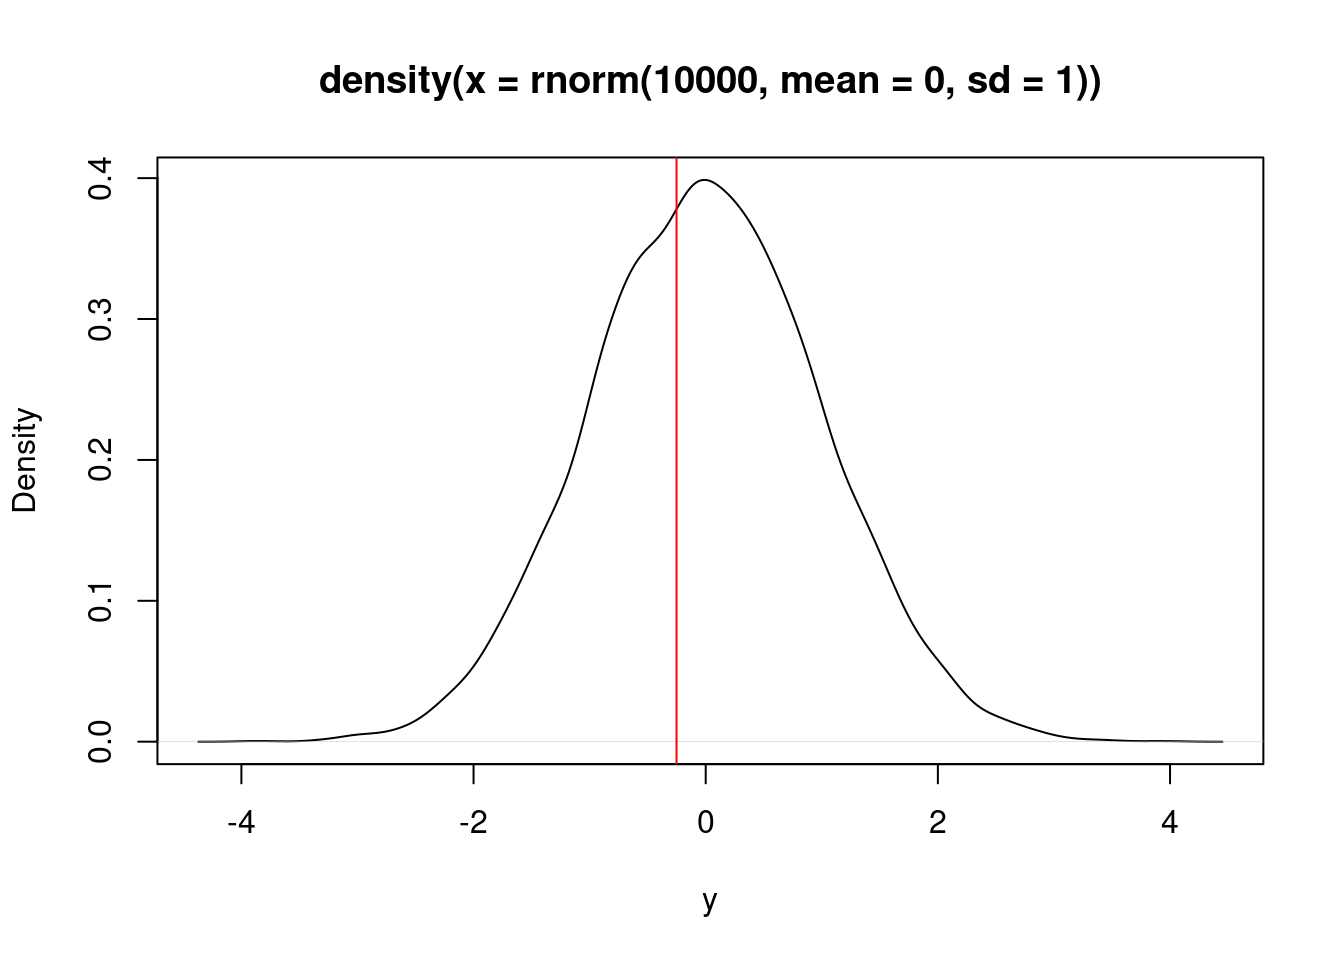 density(x = rnorm(10000, mean = 0, sd = 1))
0.4
0.3
0.2
0.1
0.0
Density
-4 -2 0 2 4
y